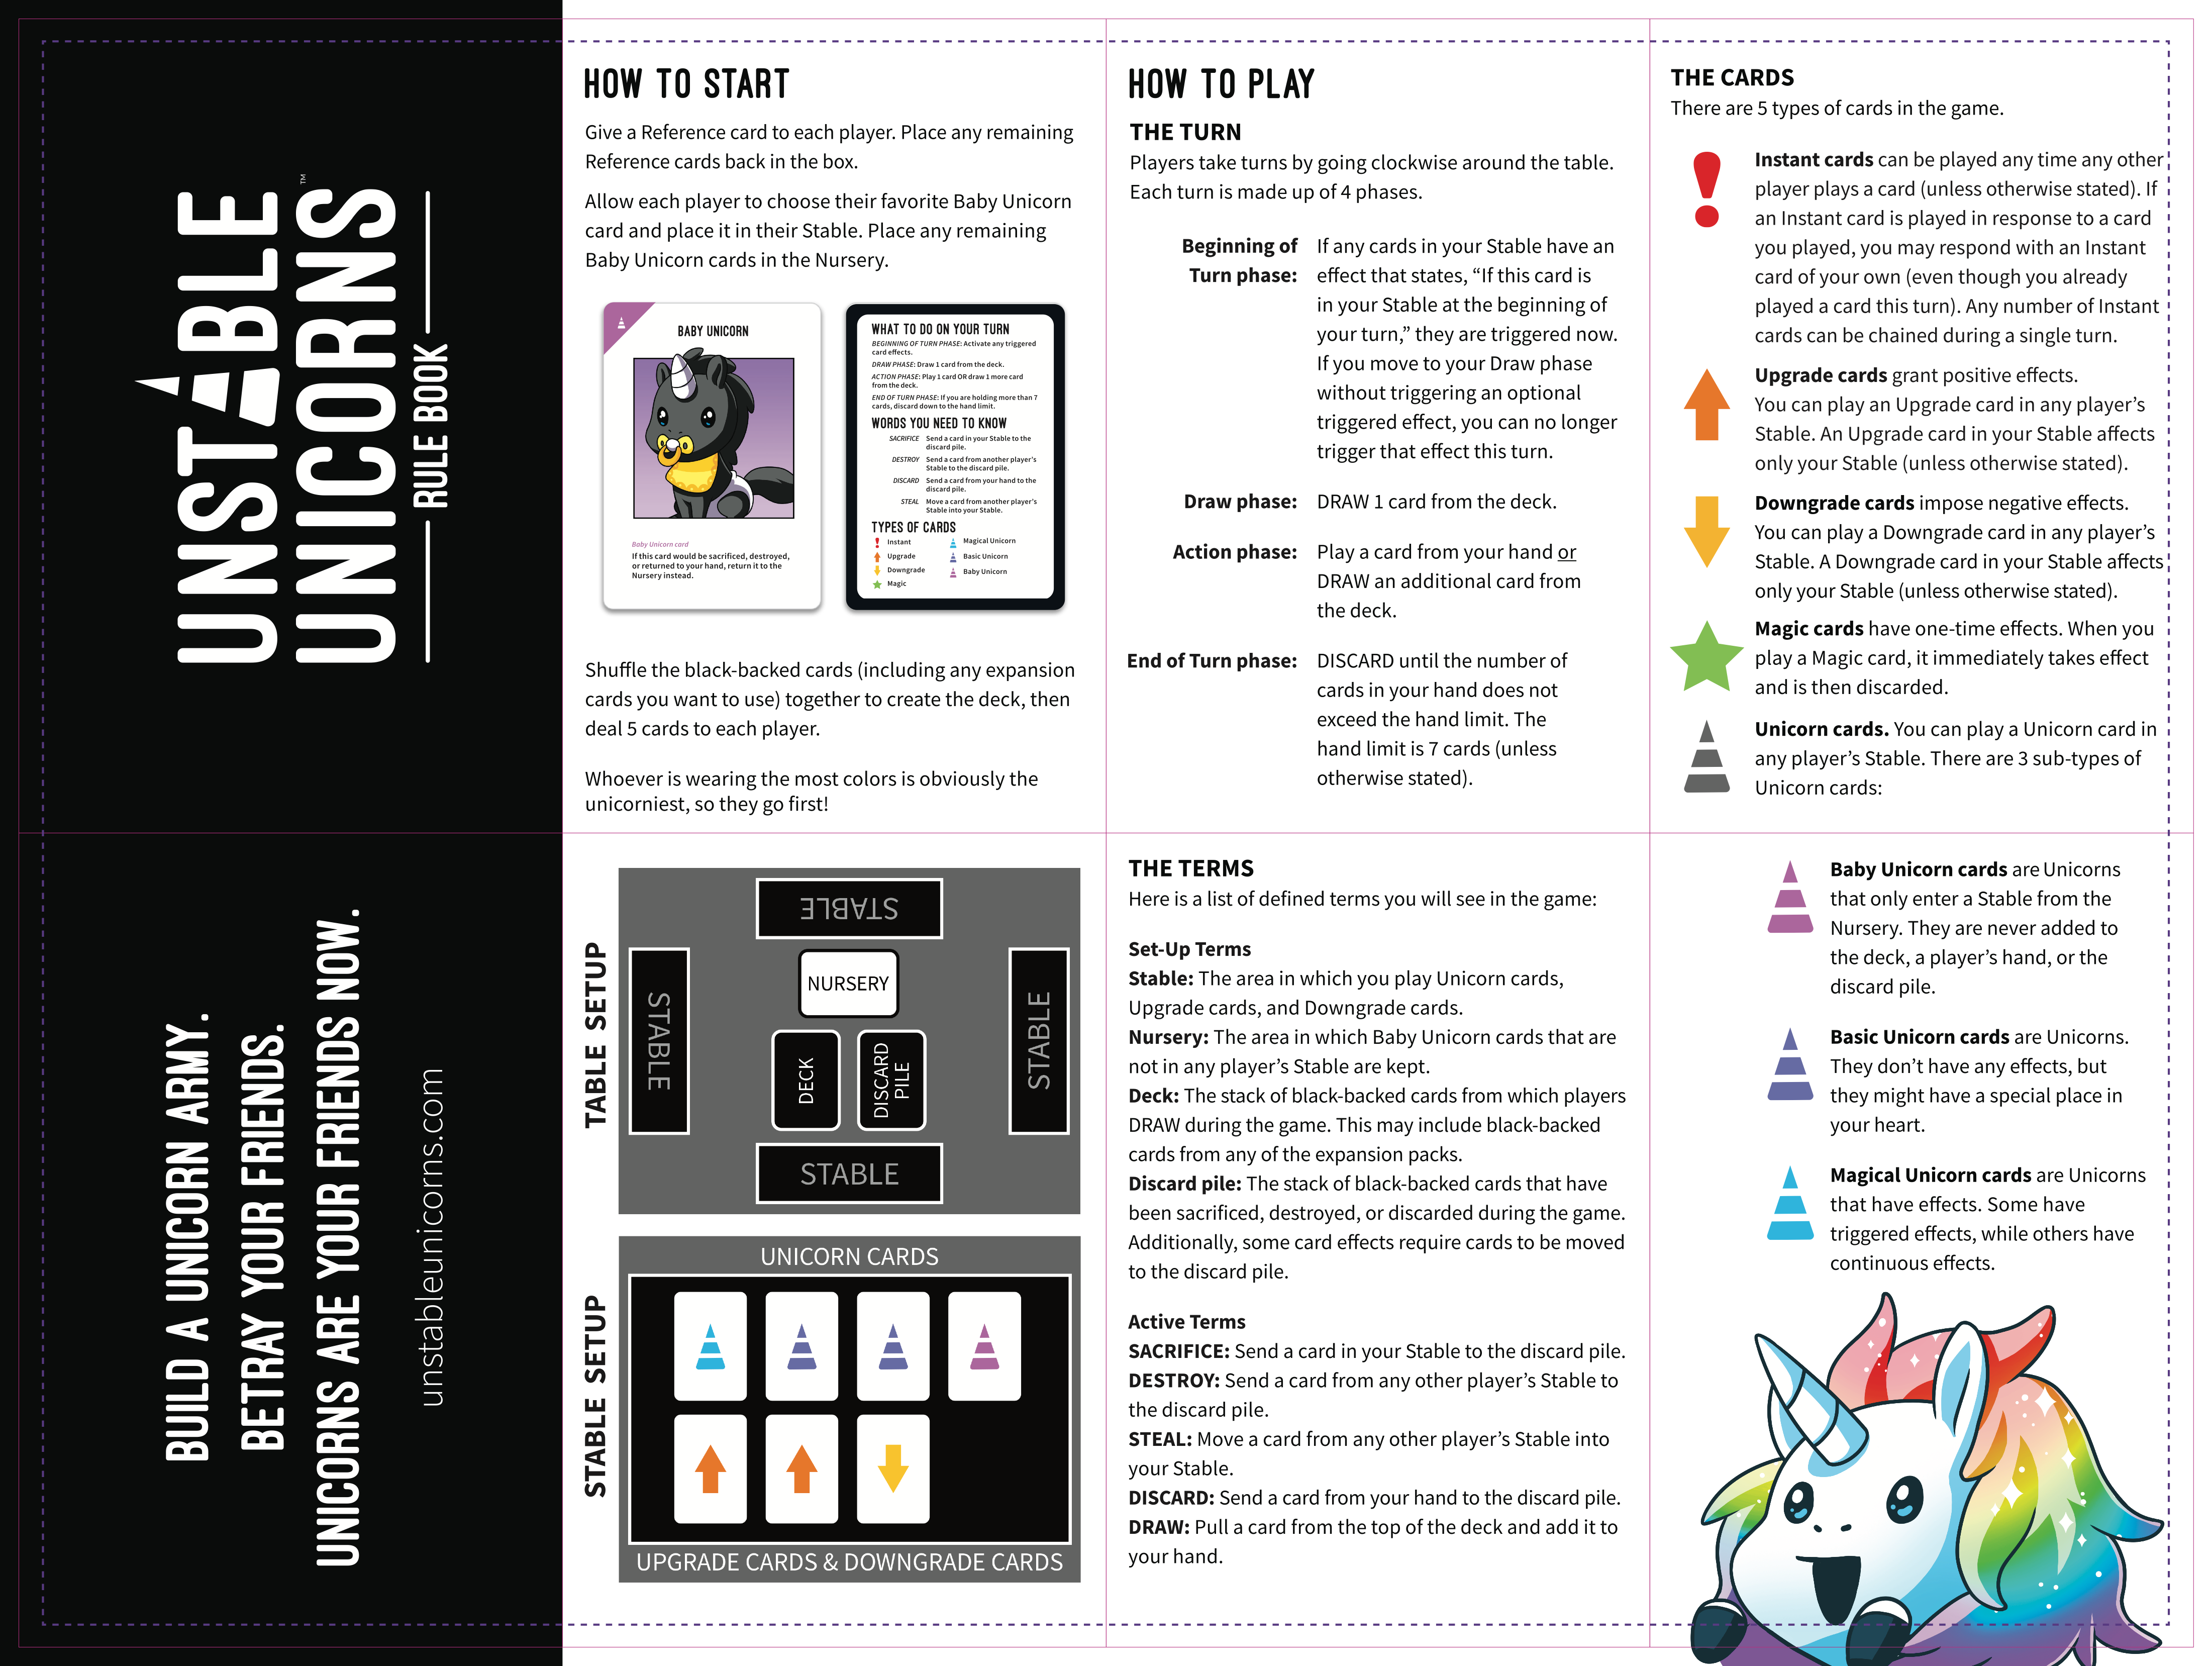 UNSTABLE
UNICORNS™
RULE BOOK
HOW TO START
Give a Reference card to each player. Place any remaining
Reference cards back in the box.
Allow each player to choose their favorite Baby Unicorn
card and place it in their Stable. Place any remaining
Baby Unicorn cards in the Nursery.
BABY UNICORN
Baby Unicorn card
If this card would be sacrificed, destroyed,
or returned to your hand, return it to the
Nursery instead.
WHAT TO DO ON YOUR TURN
BEGINNING OF TURN PHASE: Activate any triggered
card effects.
DRAW PHASE: Draw 1 card from the deck.
ACTION PHASE: Play 1 card OR draw 1 more card
from the deck.
END OF TURN PHASE: If you are holding more than 7
cards, discard down to the hand limit.
WORDS YOU NEED TO KNOW
SACRIFICE Send a card in your Stable to the
discard pile.
DESTROY Send a card from another player's
Stable to the discard pile.
DISCARD Send a card from your hand to the
discard pile.
STEAL Move a card from another player's
Stable into your Stable.
TYPES OF CARDS
Instant
Upgrade
Downgrade
Magic
Magical Unicorn
Basic Unicorn
Baby Unicorn
Shuffle the black-backed cards (including any expansion
cards you want to use) together to create the deck, then
deal 5 cards to each player.
Whoever is wearing the most colors is obviously the
unicorniest, so they go first!
HOW TO PLAY
THE TURN
Players take turns by going clockwise around the table.
Each turn is made up of 4 phases.
Beginning of
Turn phase:
If any cards in your Stable have an
effect that states, “If this card is
in your Stable at the beginning of
your turn,” they are triggered now.
If you move to your Draw phase
without triggering an optional
triggered effect, you can no longer
trigger that effect this turn.
Draw phase: DRAW 1 card from the deck.
Action phase: Play a card from your hand or
DRAW an additional card from
the deck.
End of Turn phase: DISCARD until the number of
cards in your hand does not
exceed the hand limit. The
hand limit is 7 cards (unless
otherwise stated).
THE CARDS
There are 5 types of cards in the game.
Instant cards can be played any time any other
player plays a card (unless otherwise stated). If
an Instant card is played in response to a card
you played, you may respond with an Instant
card of your own (even though you already
played a card this turn). Any number of Instant
cards can be chained during a single turn.
Upgrade cards grant positive effects.
You can play an Upgrade card in any player’s
Stable. An Upgrade card in your Stable affects
only your Stable (unless otherwise stated).
Downgrade cards impose negative effects.
You can play a Downgrade card in any player’s
Stable. A Downgrade card in your Stable affects
only your Stable (unless otherwise stated).
Magic cards have one-time effects. When you
play a Magic card, it immediately takes effect
and is then discarded.
Unicorn cards. You can play a Unicorn card in
any player’s Stable. There are 3 sub-types of
Unicorn cards:
BUILD A UNICORN ARMY.
BETRAY YOUR FRIENDS.
UNICORNS ARE YOUR FRIENDS NOW.
unstableunicorns.com
TABLE SETUP
STABLE
STABLE
NURSERY
STABLE
DECK
DISCARD
PILE
STABLE
STABLE SETUP
UNICORN CARDS
UPGRADE CARDS & DOWNGRADE CARDS
THE TERMS
Here is a list of defined terms you will see in the game:
Set-Up Terms
Stable: The area in which you play Unicorn cards,
Upgrade cards, and Downgrade cards.
Nursery: The area in which Baby Unicorn cards that are
not in any player’s Stable are kept.
Deck: The stack of black-backed cards from which players
DRAW during the game. This may include black-backed
cards from any of the expansion packs.
Discard pile: The stack of black-backed cards that have
been sacrificed, destroyed, or discarded during the game.
Additionally, some card effects require cards to be moved
to the discard pile.
Active Terms
SACRIFICE: Send a card in your Stable to the discard pile.
DESTROY: Send a card from any other player’s Stable to
the discard pile.
STEAL: Move a card from any other player’s Stable into
your Stable.
DISCARD: Send a card from your hand to the discard pile.
DRAW: Pull a card from the top of the deck and add it to
your hand.
Baby Unicorn cards are Unicorns
that only enter a Stable from the
Nursery. They are never added to
the deck, a player’s hand, or the
discard pile.
Basic Unicorn cards are Unicorns.
They don’t have any effects, but
they might have a special place in
your heart.
Magical Unicorn cards are Unicorns
that have effects. Some have
triggered effects, while others have
continuous effects.